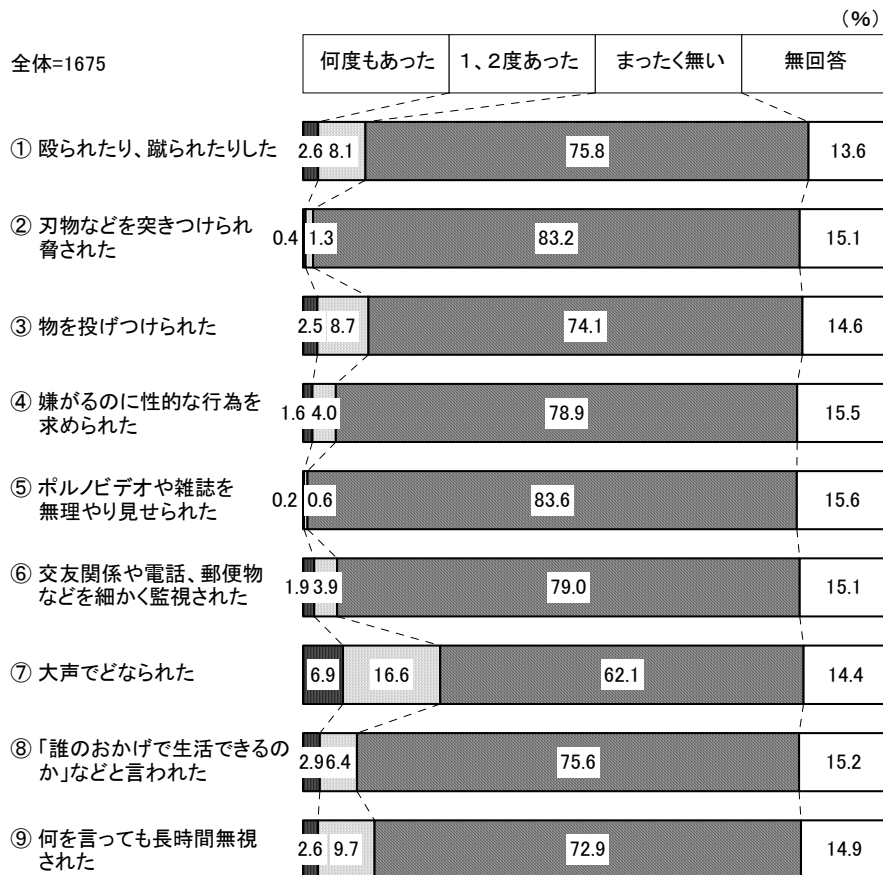 (%)
全体=1675
何度もあった 1、2度あった まったく無い 無回答
① 殴られたり、蹴られたりした 2.6 8.1 75.8 13.6
② 刃物などを突きつけられ
脅された 0.4 1.3 83.2 15.1
③ 物を投げつけられた 2.5 8.7 74.1 14.6
④ 嫌がるのに性的な行為を
求められた 1.6 4.0 78.9 15.5
⑤ ポルノビデオや雑誌を
無理やり見せられた 0.2 0.6 83.6 15.6
⑥ 交友関係や電話、郵便物
などを細かく監視された 1.9 3.9 79.0 15.1
⑦ 大声でどなられた 6.9 16.6 62.1 14.4
⑧ 「誰のおかげで生活できるの
か」などと言われた 2.9 6.4 75.6 15.2
⑨ 何を言っても長時間無視
された 2.6 9.7 72.9 14.9